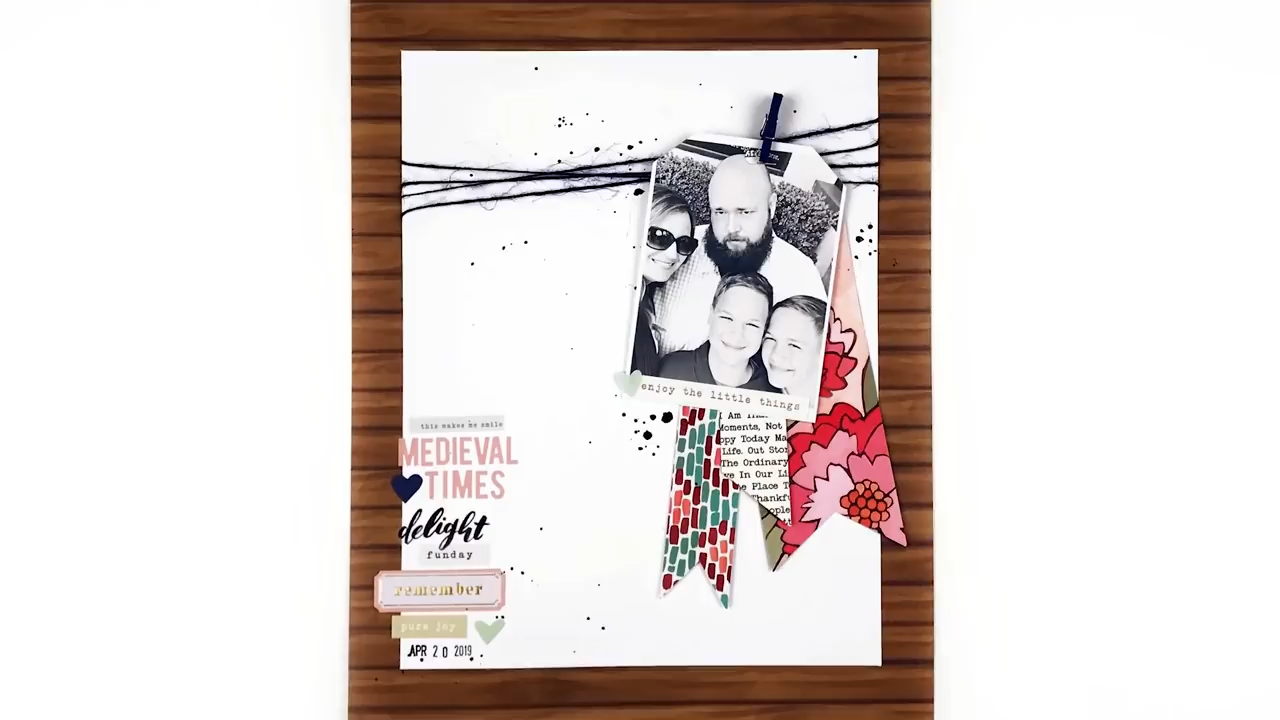 enjoy the little things
I Am
Moments, Not
Today
Life. Out
The Ordinary
In Our
Place
this makes me smile
MEDIEVAL
TIMES
delight
funday
remember
pure joy
APR 20 2019